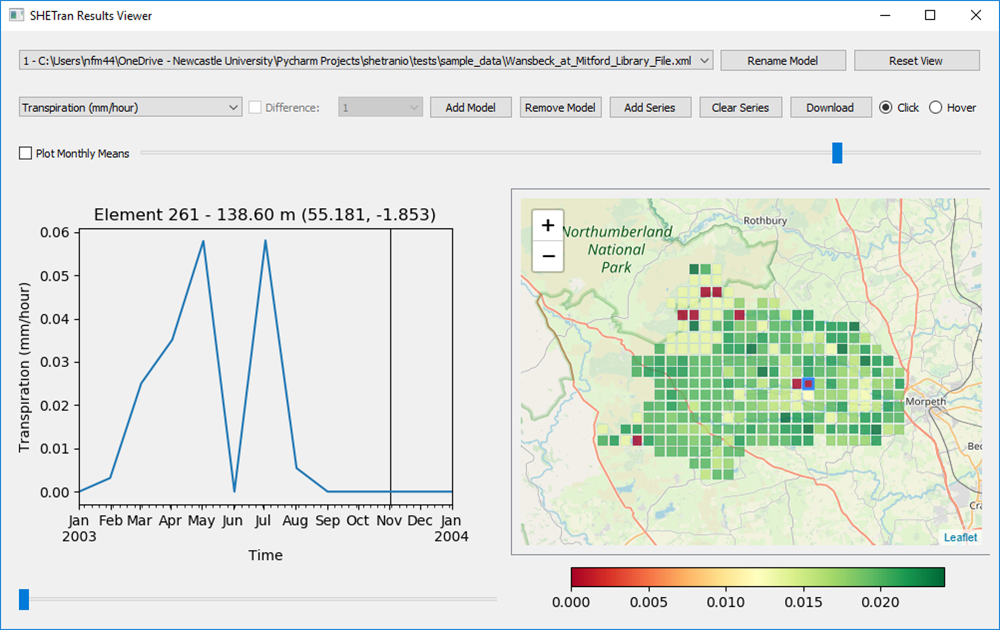 SHETran Results Viewer
1 - C:\Users\nfm44\OneDrive - Newcastle University\Pycharm Projects\shetranio\tests\sample_data\Wansbeck_at_Mitford_Library_File.xml
Rename Model
Reset View
Transpiration (mm/hour)
Difference:
1
Add Model
Remove Model
Add Series
Clear Series
Download
Click
Hover
Plot Monthly Means
Element 261 - 138.60 m (55.181, -1.853)
0.06
0.05
0.04
0.03
0.02
0.01
0.00
Transpiration (mm/hour)
Jan Feb Mar Apr May Jun Jul Aug Sep Oct Nov Dec Jan
2003 2004
Time
+
−
Northumberland
National
Park
Rothbury
Morpeth
Bec
Cra
Leaflet
0.000 0.005 0.010 0.015 0.020